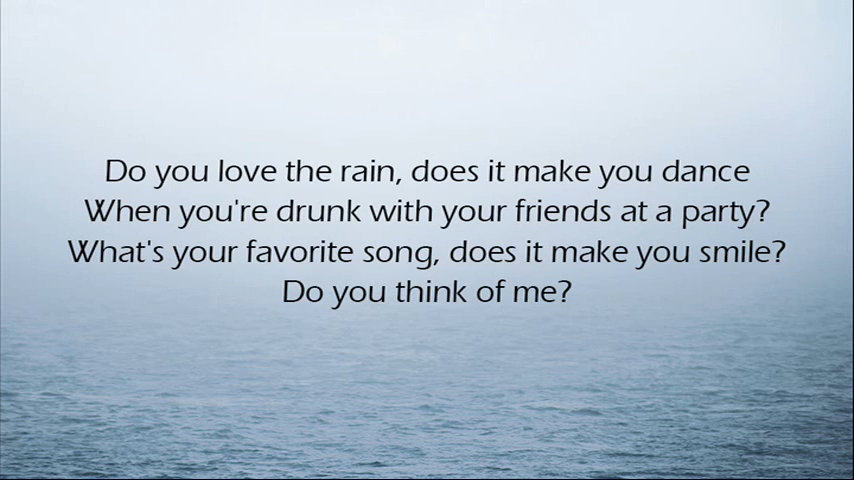 Do you love the rain, does it make you dance
When you're drunk with your friends at a party?
What's your favorite song, does it make you smile?
Do you think of me?